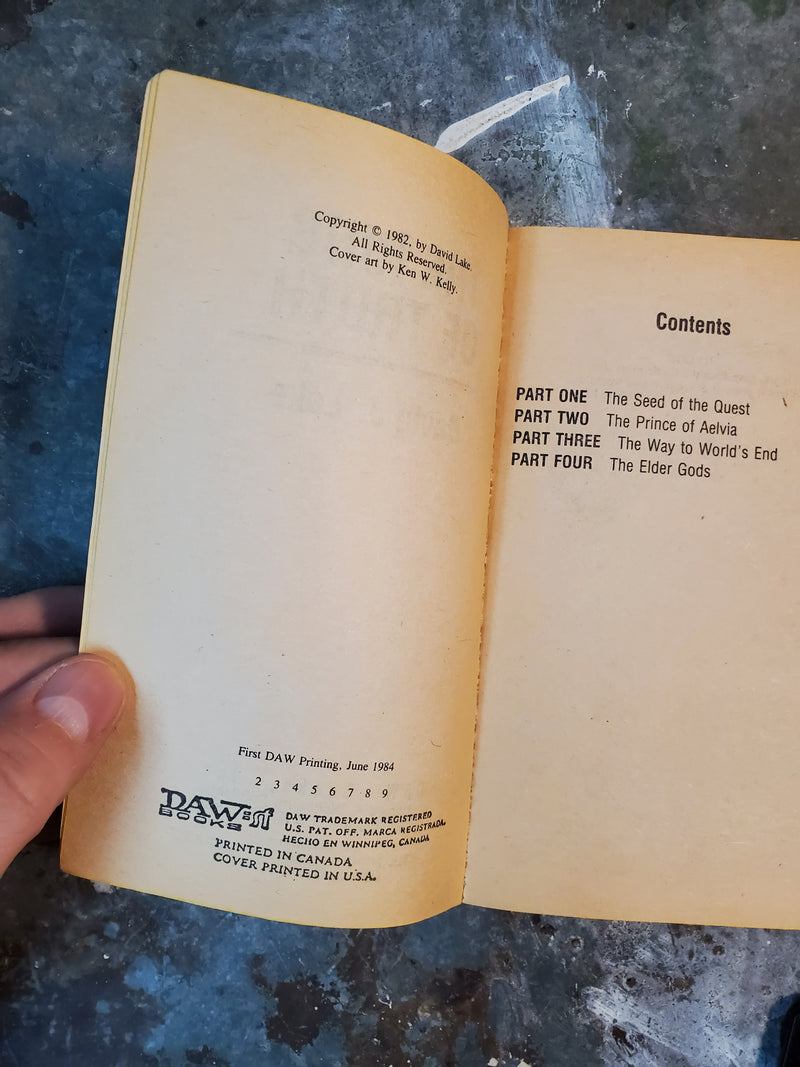 Copyright © 1982, by David Lake.
All Rights Reserved.
Cover art by Ken W. Kelly.
First DAW Printing, June 1984
2 3 4 5 6 7 8 9
DAW sf
BOOKS
DAW TRADEMARK REGISTERED
U.S. PAT. OFF. MARCA REGISTRADA.
HECHO EN WINNIPEG, CANADA
PRINTED IN CANADA
COVER PRINTED IN U.S.A.
Contents
PART ONE The Seed of the Quest
PART TWO The Prince of Aelvia
PART THREE The Way to World's End
PART FOUR The Elder Gods